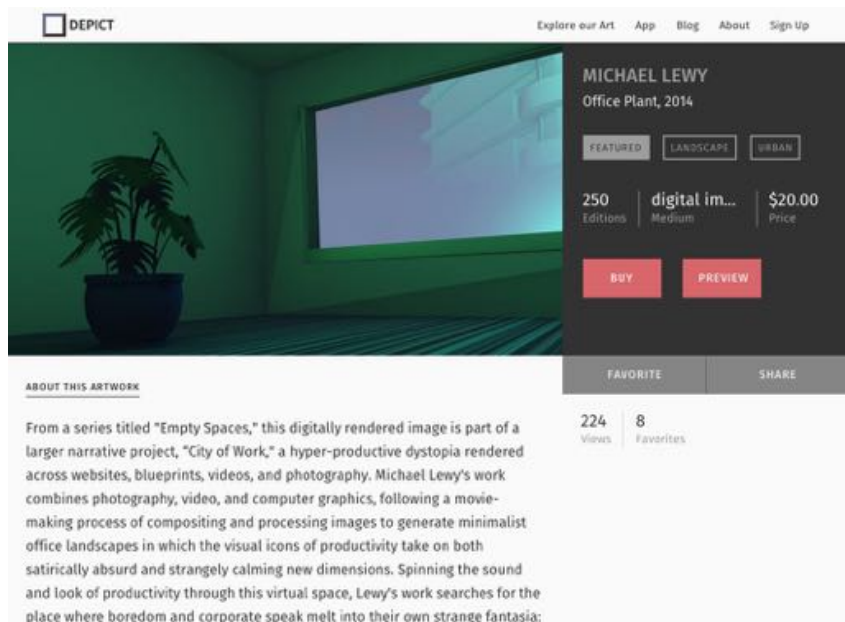 DEPICT
Explore our Art App Blog About Sign Up
MICHAEL LEWY
Office Plant, 2014
FEATURED LANDSCAPE URBAN
250 digital im... $20.00
Editions Medium Price
BUY PREVIEW
FAVORITE SHARE
224 8
Views Favorites
ABOUT THIS ARTWORK
From a series titled "Empty Spaces," this digitally rendered image is part of a
larger narrative project, "City of Work," a hyper-productive dystopia rendered
across websites, blueprints, videos, and photography. Michael Lewy's work
combines photography, video, and computer graphics, following a movie-
making process of compositing and processing images to generate minimalist
office landscapes in which the visual icons of productivity take on both
satirically absurd and strangely calming new dimensions. Spinning the sound
and look of productivity through this virtual space, Lewy's work searches for the
place where boredom and corporate speak melt into their own strange fantasia: